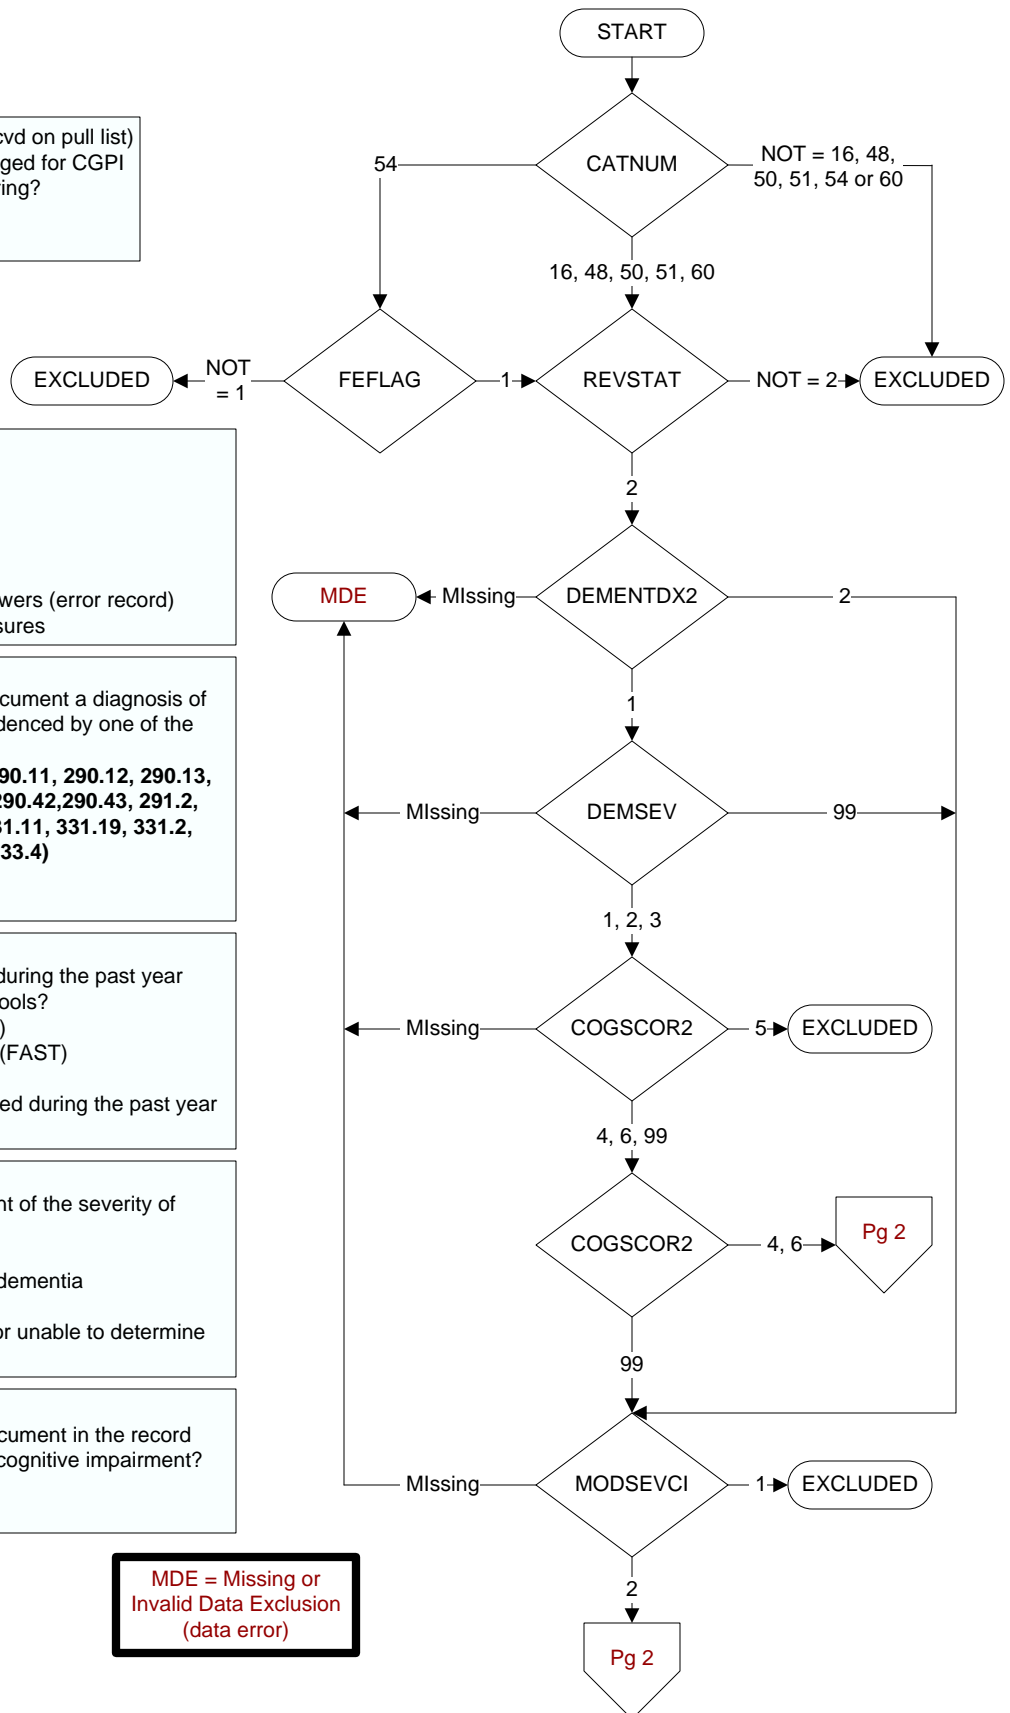 START
cvd on pull list)
ged for CGPI
ring?
54
CATNUM
NOT = 16, 48,
50, 51, 54 or 60
16, 48, 50, 51, 60
EXCLUDED
NOT
= 1
FEFLAG
1
REVSTAT
NOT = 2
EXCLUDED
2
wers (error record)
sures
MDE
MIssing
DEMENTDX2
2
1
cument a diagnosis of
denced by one of the
90.11, 290.12, 290.13,
290.42,290.43, 291.2,
31.11, 331.19, 331.2,
33.4)
MIssing
DEMSEV
99
1, 2, 3
during the past year
ools?
)
(FAST)
ed during the past year
MIssing
COGSCOR2
5
EXCLUDED
4, 6, 99
nt of the severity of
dementia
or unable to determine
COGSCOR2
4, 6
Pg 2
99
cument in the record
cognitive impairment?
MIssing
MODSEVCI
1
EXCLUDED
2
MDE = Missing or
Invalid Data Exclusion
(data error)
Pg 2